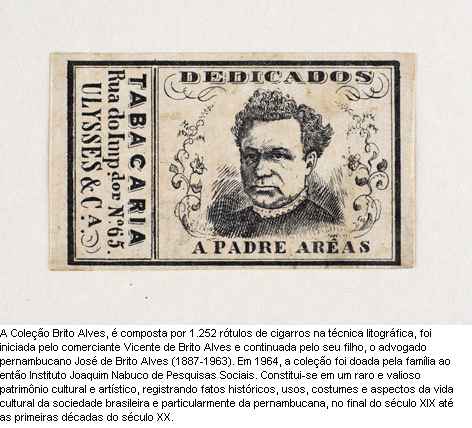 DEDICADOS
A PADRE ARÊAS
TABACARIA
Rua do Imp.dor Nº 65.
ULYSSES & CA.
A Coleção Brito Alves, é composta por 1.252 rótulos de cigarros na técnica litográfica, foi
iniciada pelo comerciante Vicente de Brito Alves e continuada pelo seu filho, o advogado
pernambucano José de Brito Alves (1887-1963). Em 1964, a coleção foi doada pela família ao
então Instituto Joaquim Nabuco de Pesquisas Sociais. Constitui-se em um raro e valioso
patrimônio cultural e artístico, registrando fatos históricos, usos, costumes e aspectos da vida
cultural da sociedade brasileira e particularmente da pernambucana, no final do século XIX até
as primeiras décadas do século XX.